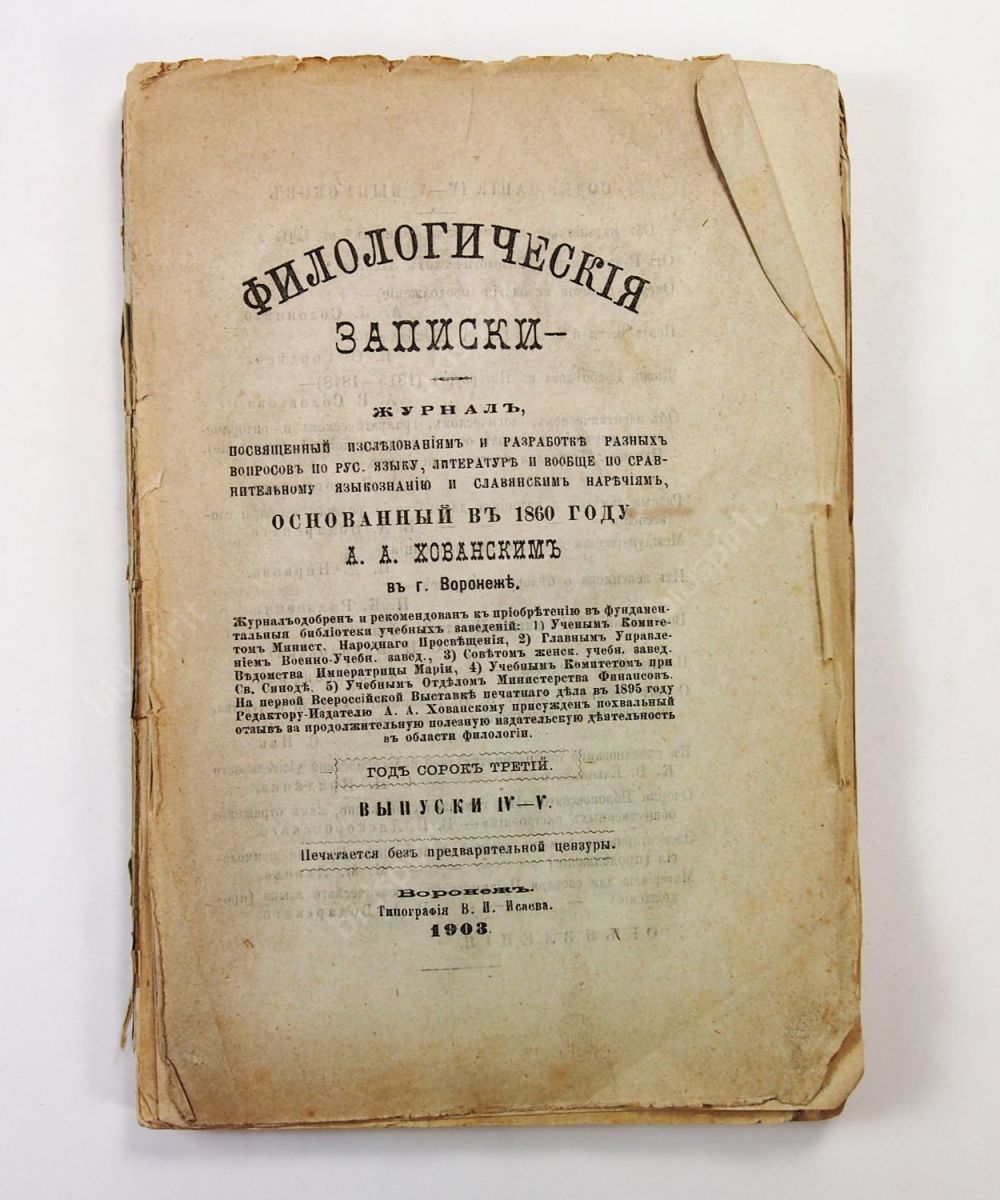 ФИЛОЛОГИЧЕСКІЯ
ЗАПИСКИ—
ЖУРНАЛЪ,
ПОСВЯЩЕННЫЙ ИЗСЛѢДОВАНІЯМЪ И РАЗРАБОТКѢ РАЗНЫХЪ
ВОПРОСОВЪ ПО РУС. ЯЗЫКУ, ЛИТЕРАТУРѢ И ВООБЩЕ ПО СРАВ-
НИТЕЛЬНОМУ ЯЗЫКОЗНАНІЮ И СЛАВЯНСКИМЪ НАРѢЧІЯМЪ,
ОСНОВАННЫЙ ВЪ 1860 ГОДУ
А. А. ХОВАНСКИМЪ
въ г. Воронежѣ.
Журналъодобрен и рекомендован къ пріобрѣтенію въ фундамен-
тальныя библіотеки учебныхъ заведеній: 1) Ученымъ Комите-
томъ Минист. Народнаго Просвѣщенія, 2) Главнымъ Управле-
ніемъ Военно-Учебн. завед., 3) Совѣтомъ женск. учебн. завед.
Вѣдомства Императрицы Маріи, 4) Учебнымъ Комитетомъ при
Св. Синодѣ. 5) Учебнымъ Отдѣломъ Министерства Финансовъ.
На первой Всероссійской Выставкѣ печатнаго дѣла въ 1895 году
Редактору-Издателю А. А. Хованскому присужден похвальный
отзывъ за продолжительную полезную издательскую дѣятельность
въ области филологіи.
ГОДЪ СОРОКЪ ТРЕТІЙ.
ВЫПУСКИ IV—V.
Печатается безъ предварительной цензуры.
Воронежъ.
Типографія В. И. Исаева.
1903.